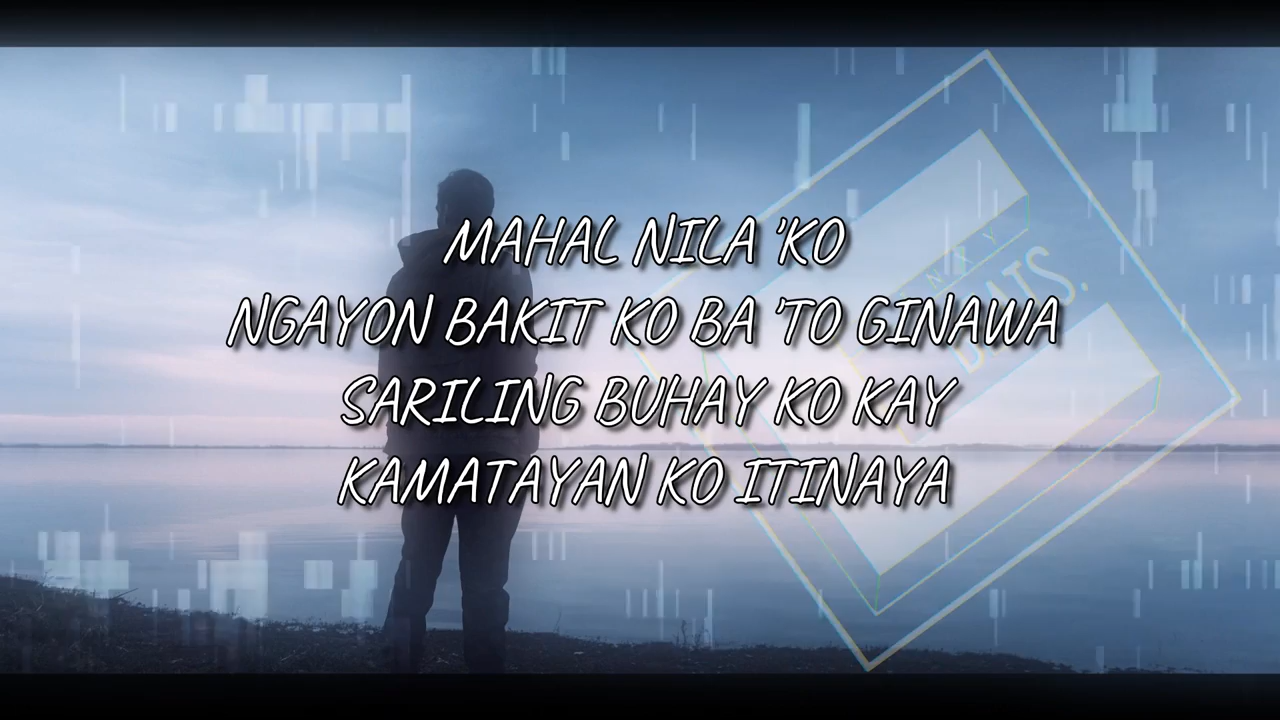 MAHAL NILA 'KO
NGAYON BAKIT KO BA 'TO GINAWA
SARILING BUHAY KO KAY
KAMATAYAN KO ITINAYA